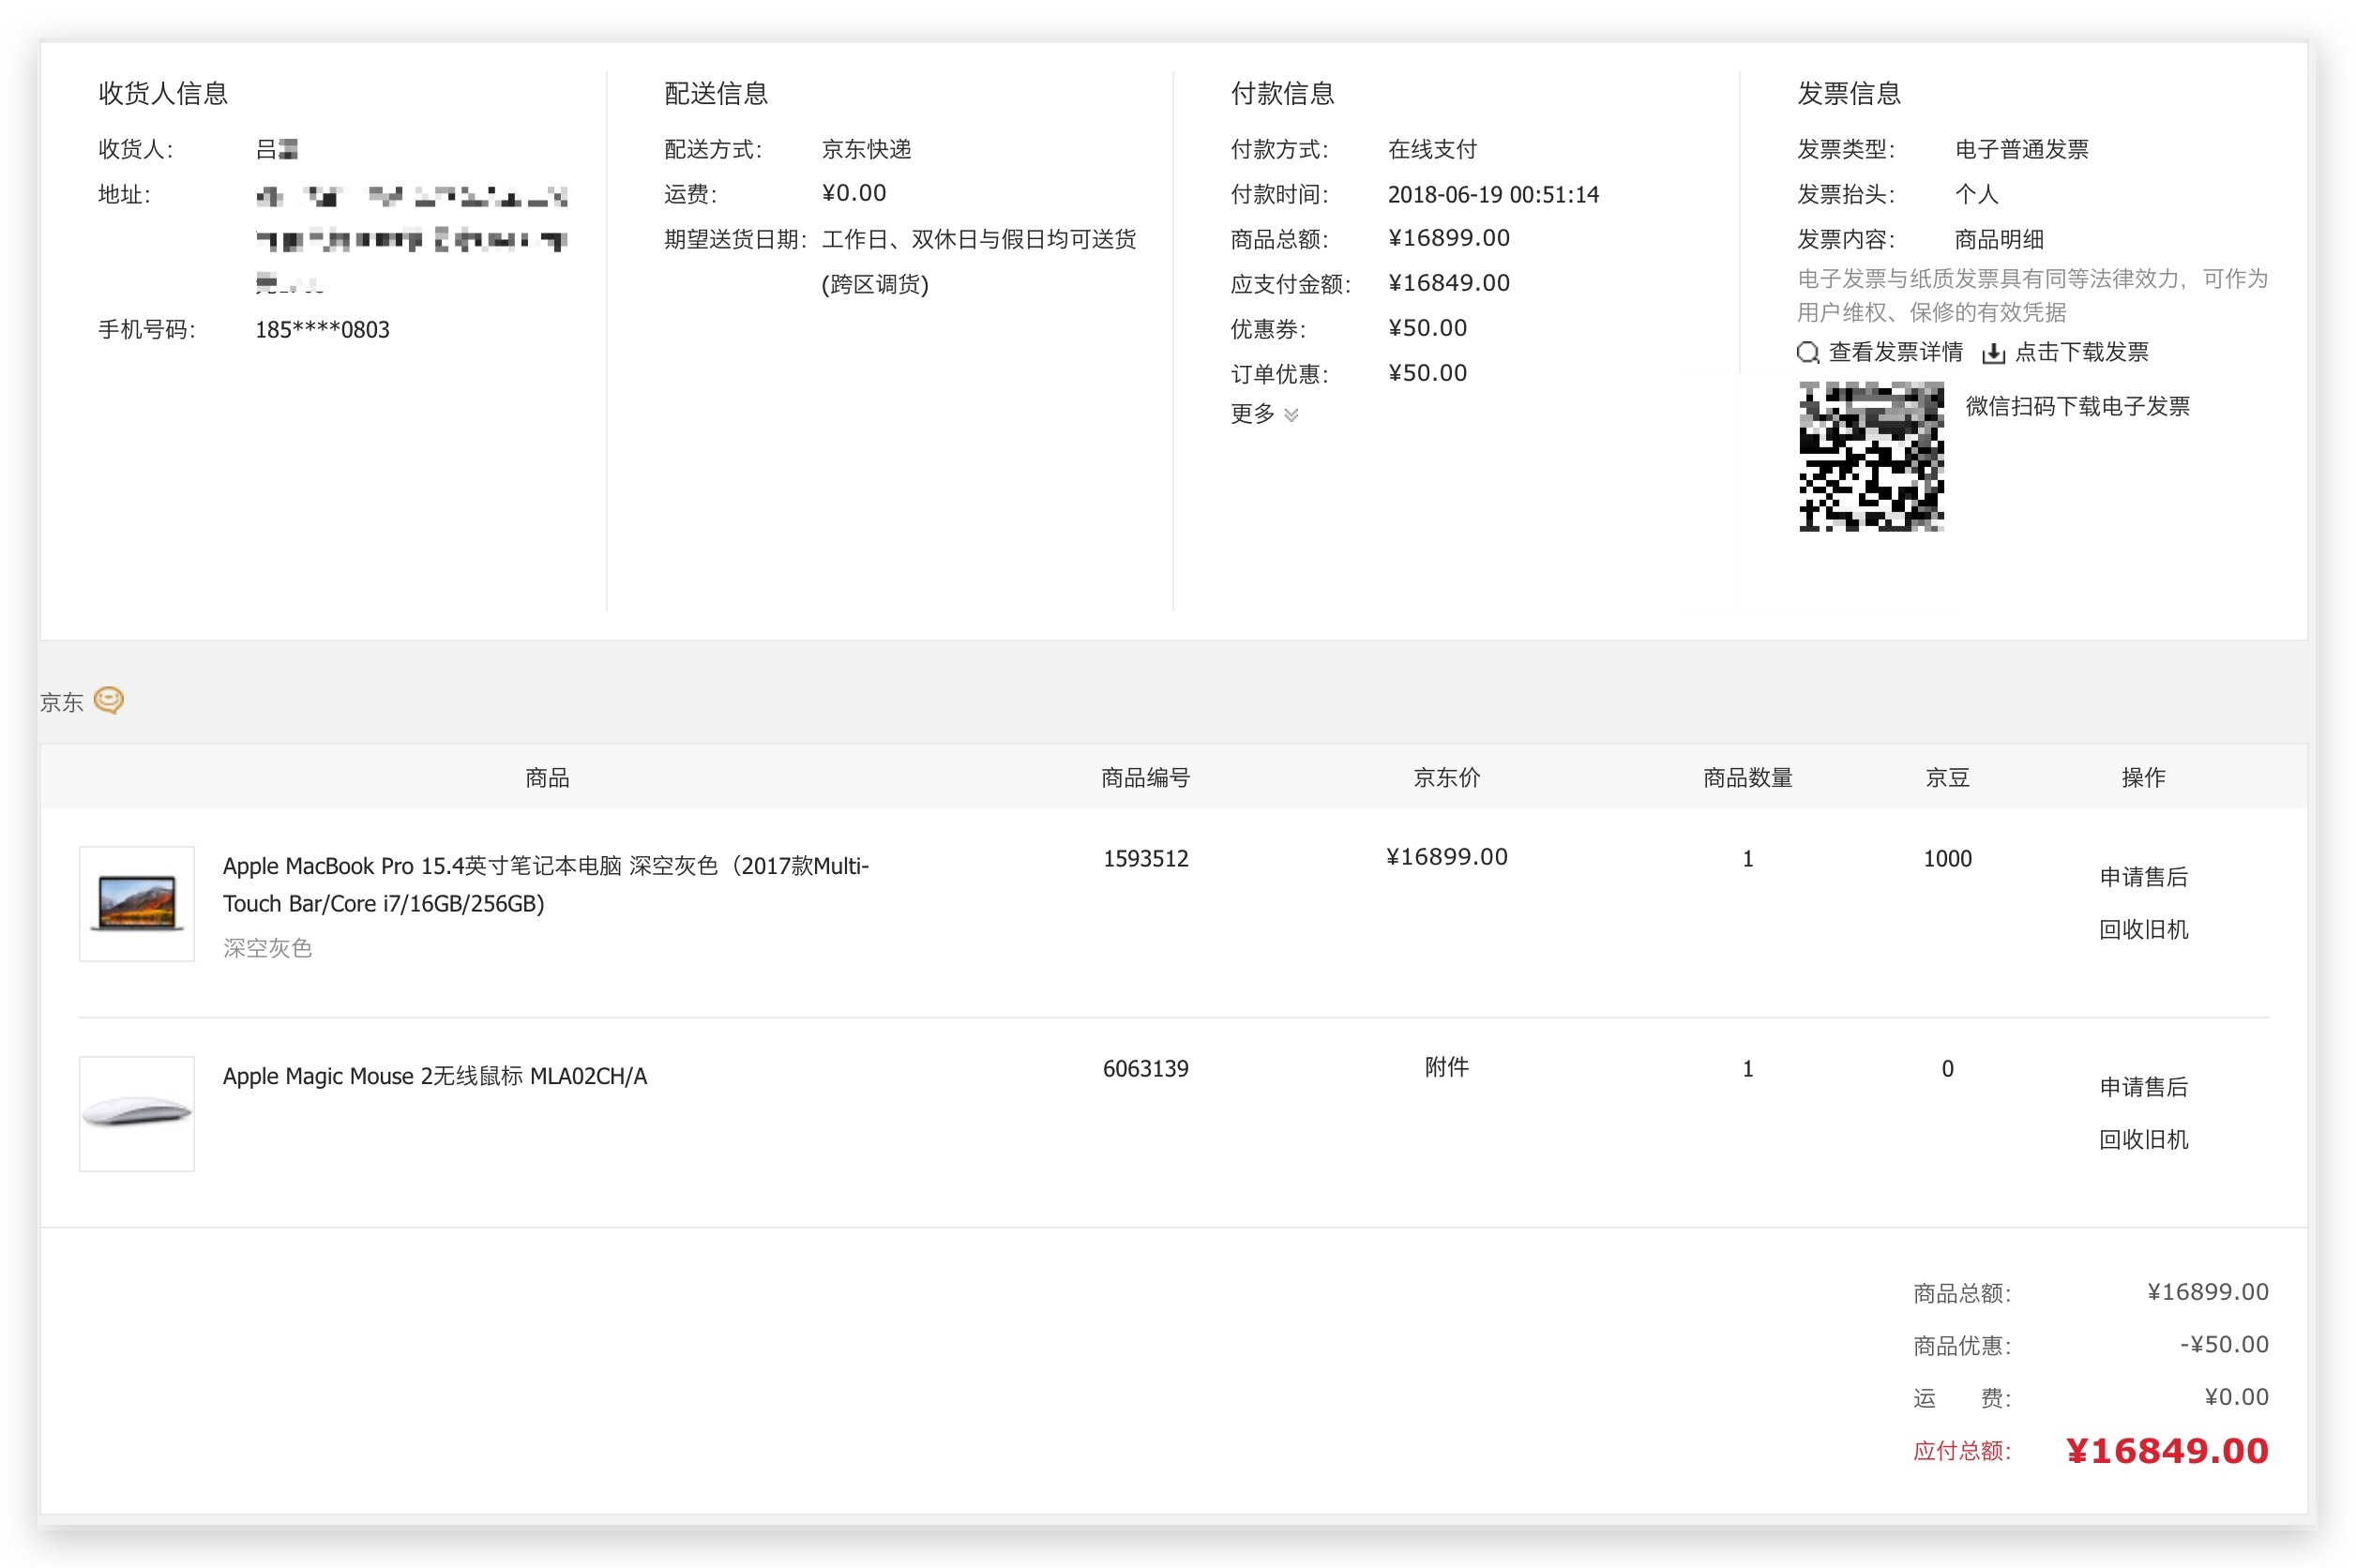 收货人信息
收货人：
吕
地址：
手机号码：
185****0803
配送信息
配送方式：
京东快递
运费：
¥0.00
期望送货日期：
工作日、双休日与假日均可送货
(跨区调货)
付款信息
付款方式：
在线支付
付款时间：
2018-06-19 00:51:14
商品总额：
¥16899.00
应支付金额：
¥16849.00
优惠券：
¥50.00
订单优惠：
¥50.00
更多
发票信息
发票类型：
电子普通发票
发票抬头：
个人
发票内容：
商品明细
电子发票与纸质发票具有同等法律效力，可作为
用户维权、保修的有效凭据
查看发票详情 点击下载发票
微信扫码下载电子发票
京东
商品 商品编号 京东价 商品数量 京豆 操作
Apple MacBook Pro 15.4英寸笔记本电脑 深空灰色（2017款Multi-
Touch Bar/Core i7/16GB/256GB)
深空灰色
1593512
¥16899.00
1
1000
申请售后
回收旧机
Apple Magic Mouse 2无线鼠标 MLA02CH/A
6063139
附件
1
0
申请售后
回收旧机
商品总额： ¥16899.00
商品优惠： -¥50.00
运　　费： ¥0.00
应付总额： ¥16849.00